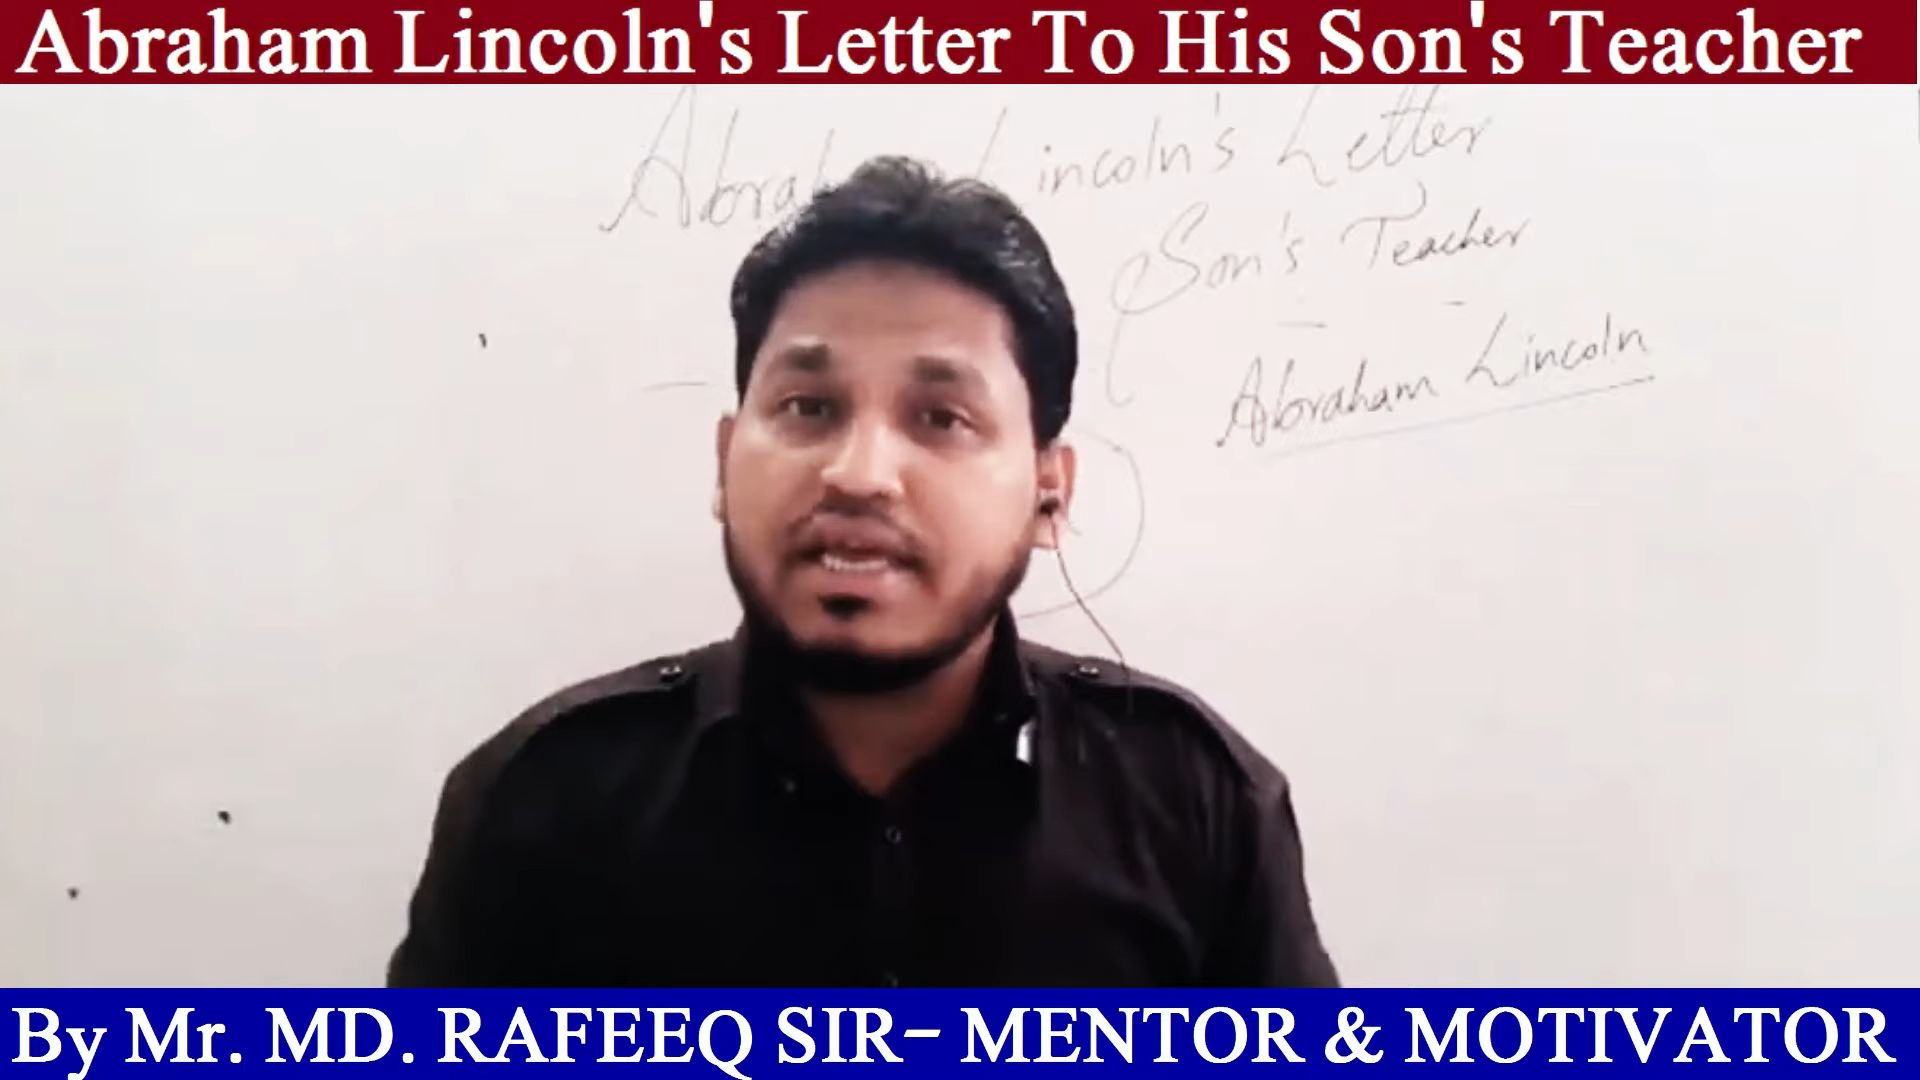 Abraham Lincoln's Letter To His Son's Teacher
Lincoln's Letter
Son's Teacher
Abraham Lincoln
By Mr. MD. RAFEEQ SIR- MENTOR & MOTIVATOR